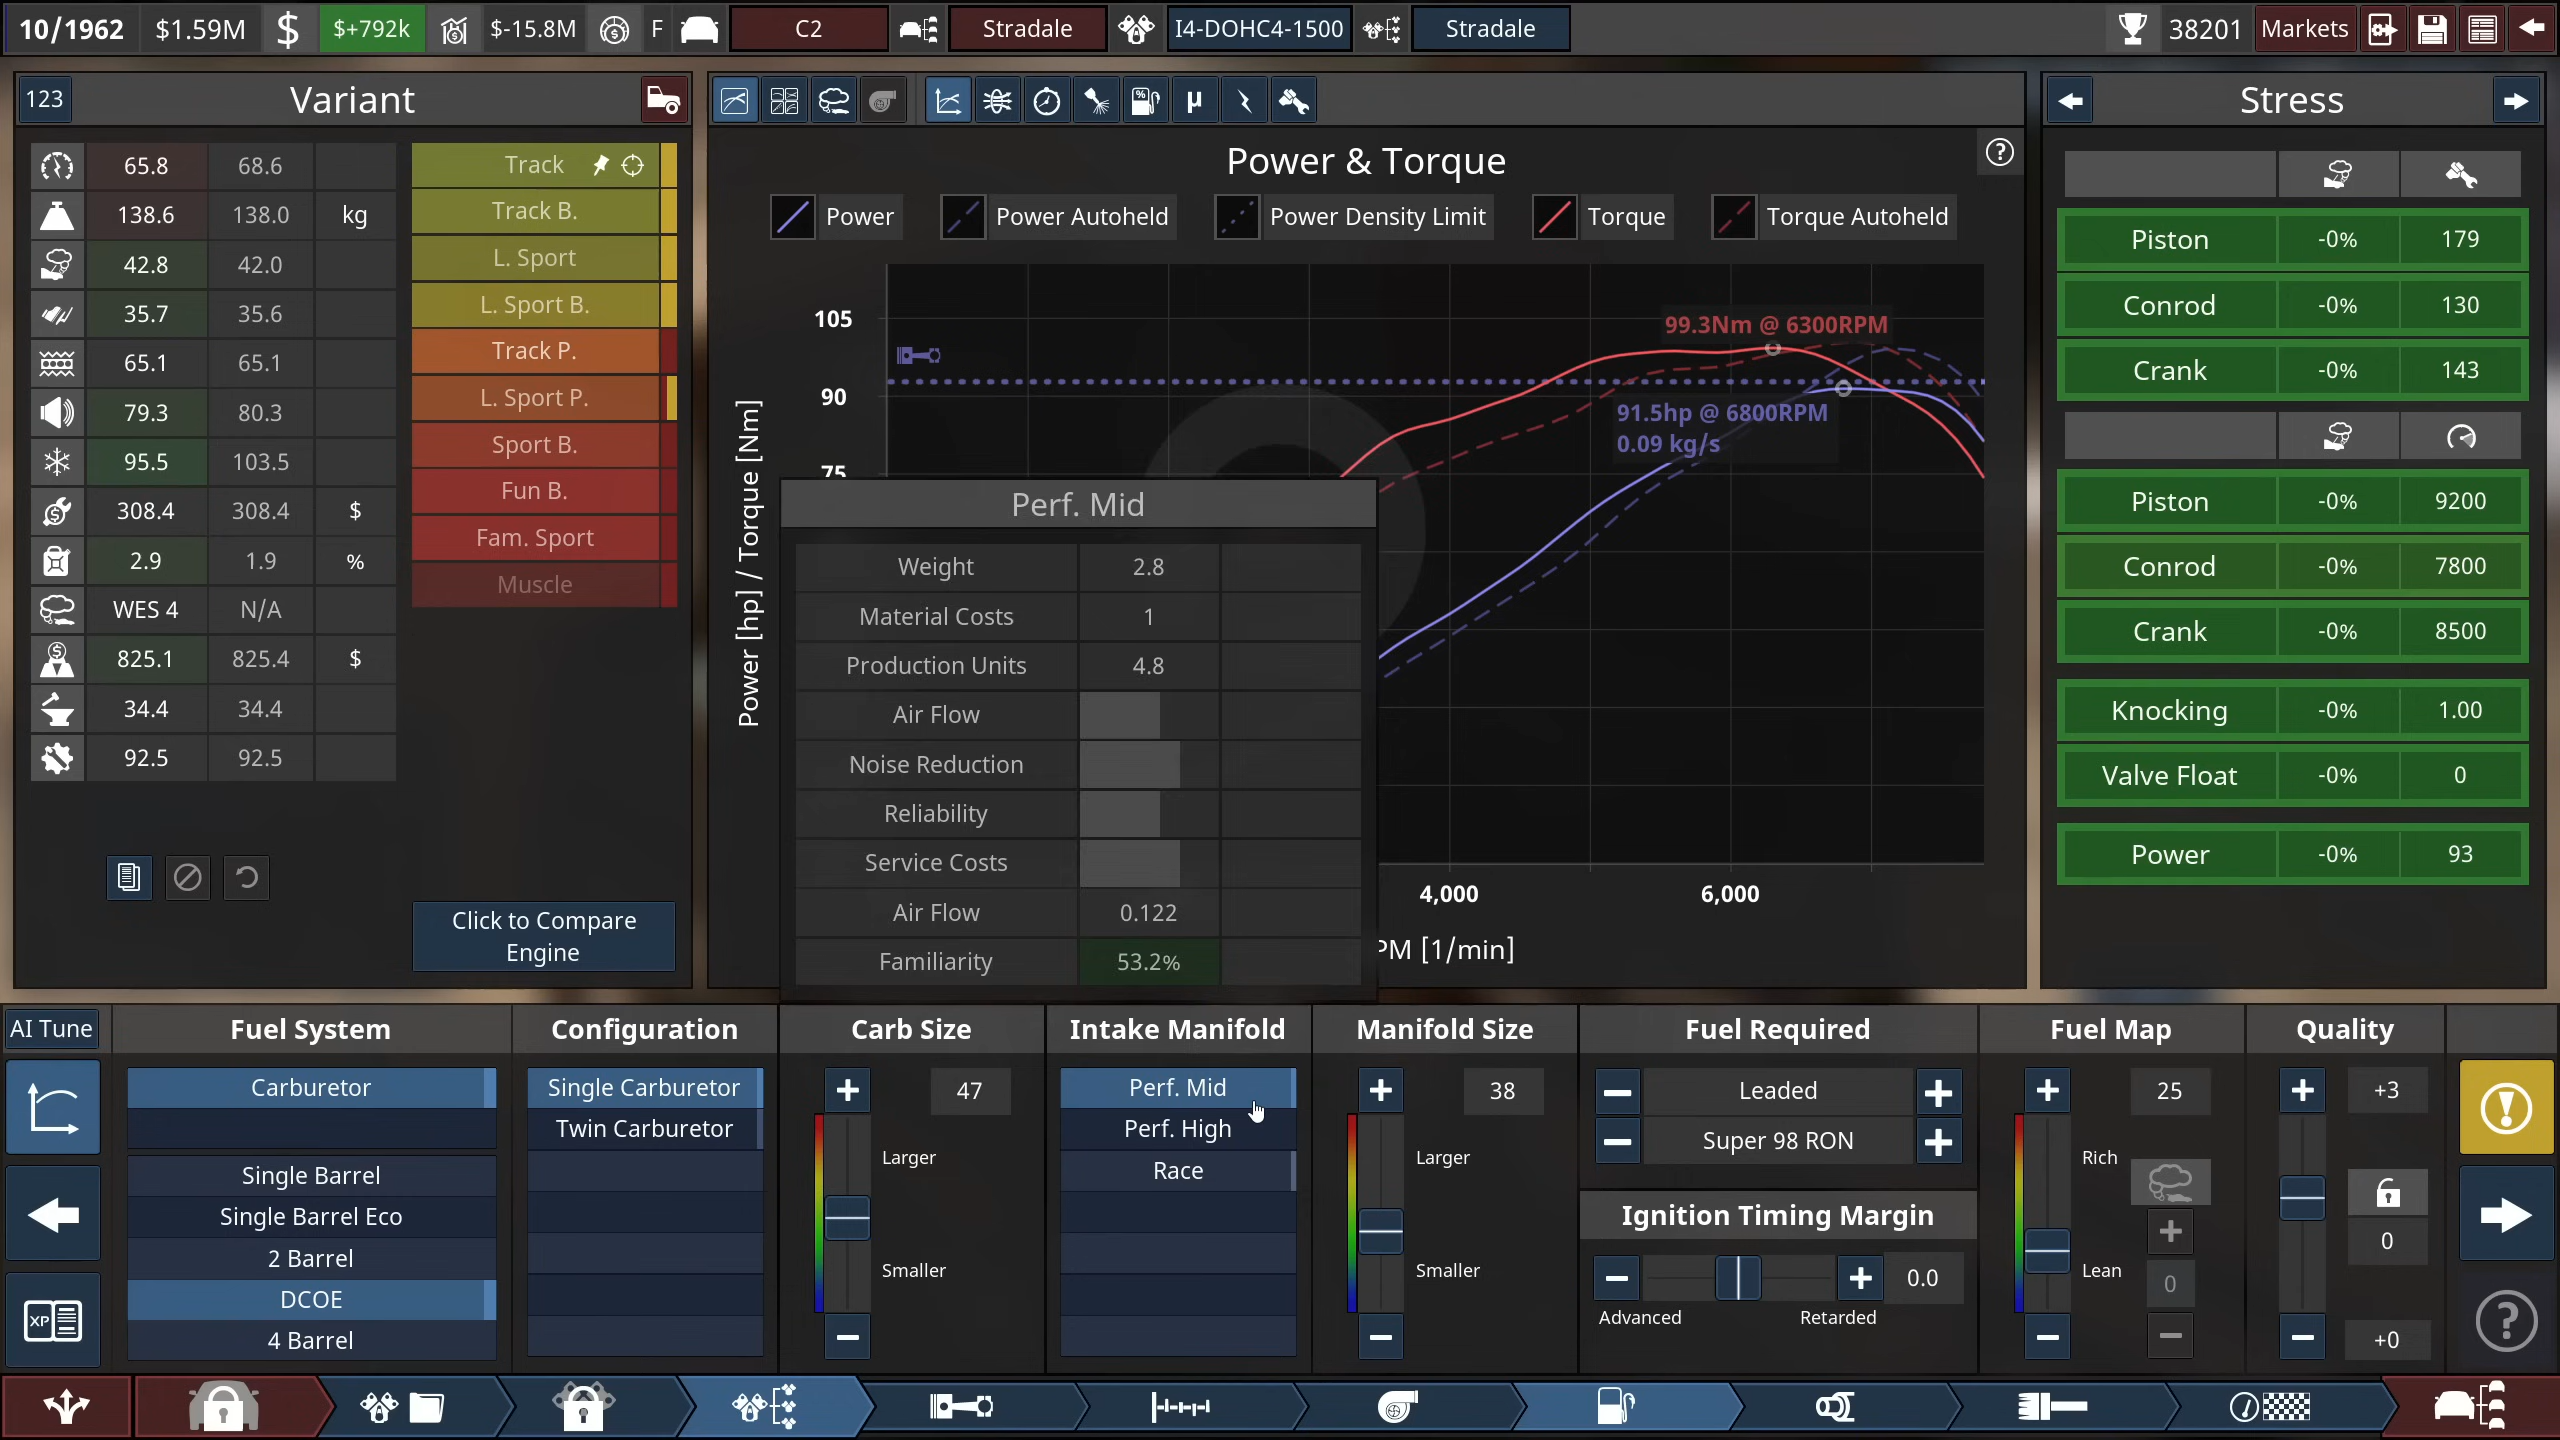 10/1962 $1.59M $+792k $-15.8M F C2 Stradale I4-DOHC4-1500 Stradale 38201 Markets
123 Variant
65.8 68.6
138.6 138.0 kg
42.8 42.0
35.7 35.6
65.1 65.1
79.3 80.3
95.5 103.5
308.4 308.4 $
2.9 1.9 %
WES 4 N/A
825.1 825.4 $
34.4 34.4
92.5 92.5
Track
Track B.
L. Sport
L. Sport B.
Track P.
L. Sport P.
Sport B.
Fun B.
Fam. Sport
Muscle
Click to Compare
Engine
Power & Torque
Power Power Autoheld Power Density Limit Torque Torque Autoheld
Power [hp] / Torque [Nm]
105
90
75
99.3Nm @ 6300RPM
91.5hp @ 6800RPM
0.09 kg/s
4,000 6,000
PM [1/min]
Perf. Mid
Weight 2.8
Material Costs 1
Production Units 4.8
Air Flow
Noise Reduction
Reliability
Service Costs
Air Flow 0.122
Familiarity 53.2%
Stress
Piston -0% 179
Conrod -0% 130
Crank -0% 143
Piston -0% 9200
Conrod -0% 7800
Crank -0% 8500
Knocking -0% 1.00
Valve Float -0% 0
Power -0% 93
AI Tune
XP
Fuel System
Carburetor
Single Barrel
Single Barrel Eco
2 Barrel
DCOE
4 Barrel
Configuration
Single Carburetor
Twin Carburetor
Carb Size
47
Larger
Smaller
Intake Manifold
Perf. Mid
Perf. High
Race
Manifold Size
38
Larger
Smaller
Fuel Required
Leaded
Super 98 RON
Ignition Timing Margin
0.0
Advanced Retarded
Fuel Map
25
Rich
Lean
0
Quality
+3
0
+0